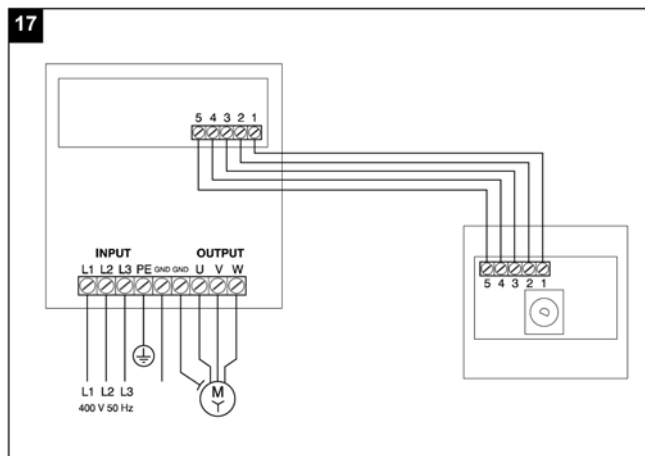 17
5 4 3 2 1
INPUT OUTPUT
L1 L2 L3 PE GND GND U V W
5 4 3 2 1
L1 L2 L3
400 V 50 Hz
M
Y